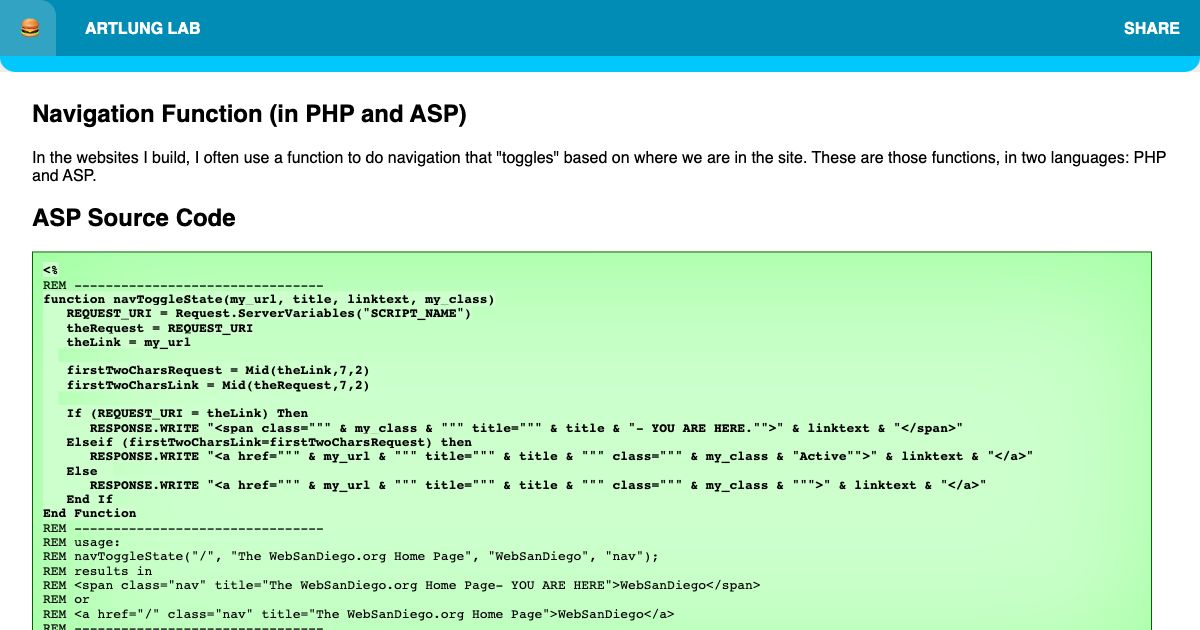 ARTLUNG LAB
SHARE
Navigation Function (in PHP and ASP)
In the websites I build, I often use a function to do navigation that "toggles" based on where we are in the site. These are those functions, in two languages: PHP
and ASP.
ASP Source Code
<%
REM --------------------------------
function navToggleState(my_url, title, linktext, my_class)
   REQUEST_URI = Request.ServerVariables("SCRIPT_NAME")
   theRequest = REQUEST_URI
   theLink = my_url
   firstTwoCharsRequest = Mid(theLink,7,2)
   firstTwoCharsLink = Mid(theRequest,7,2)
   If (REQUEST_URI = theLink) Then
      RESPONSE.WRITE "<span class=""" & my_class & """ title=""" & title & "- YOU ARE HERE."">" & linktext & "</span>"
   Elseif (firstTwoCharsLink=firstTwoCharsRequest) then
      RESPONSE.WRITE "<a href=""" & my_url & """ title=""" & title & """ class=""" & my_class & "Active"">" & linktext & "</a>"
   Else
      RESPONSE.WRITE "<a href=""" & my_url & """ title=""" & title & """ class=""" & my_class & """>" & linktext & "</a>"
   End If
End Function
REM --------------------------------
REM usage:
REM navToggleState("/", "The WebSanDiego.org Home Page", "WebSanDiego", "nav");
REM results in
REM <span class="nav" title="The WebSanDiego.org Home Page- YOU ARE HERE">WebSanDiego</span>
REM or
REM <a href="/" class="nav" title="The WebSanDiego.org Home Page">WebSanDiego</a>
REM --------------------------------